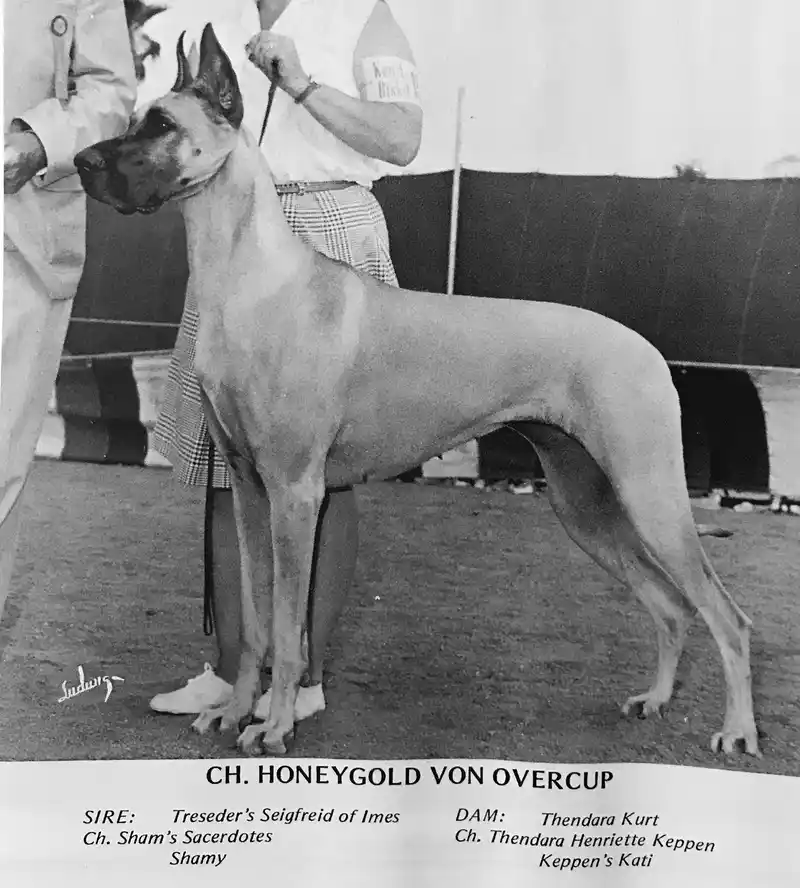 Ludwig
CH. HONEYGOLD VON OVERCUP
SIRE: Treseder's Seigfreid of Imes
Ch. Sham's Sacerdotes
Shamy
DAM: Thendara Kurt
Ch. Thendara Henriette Keppen
Keppen's Kati